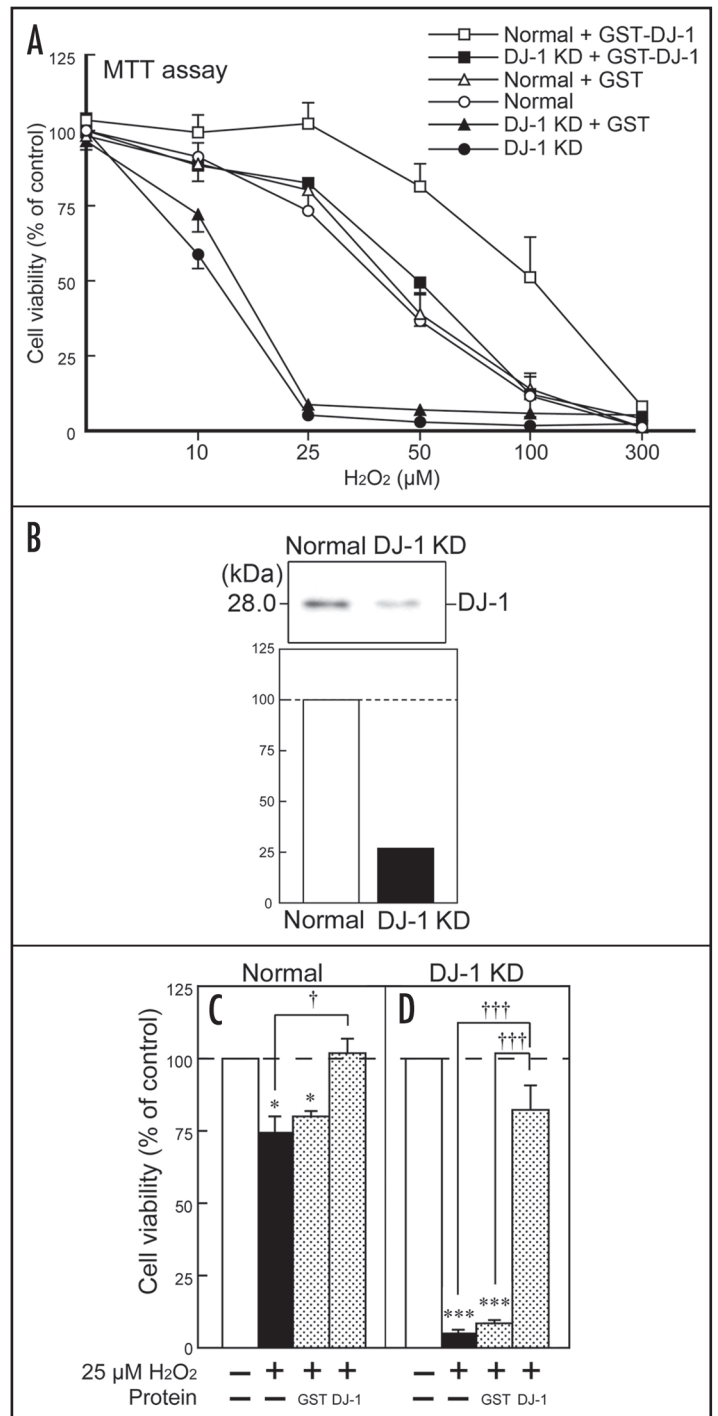 A
MTT assay
Normal + GST-DJ-1
DJ-1 KD + GST-DJ-1
Normal + GST
Normal
DJ-1 KD + GST
DJ-1 KD
Cell viability (% of control)
125
100
75
50
25
0
10 25 50 100 300
H2O2 (µM)
B
Normal DJ-1 KD
(kDa)
28.0
DJ-1
125
100
75
50
25
0
Normal DJ-1 KD
Normal DJ-1 KD
C
D
Cell viability (% of control)
125
100
75
50
25
0
†
* *
†††
†††
*** ***
25 µM H2O2 − + + + − + + +
Protein − − GST DJ-1 − − GST DJ-1